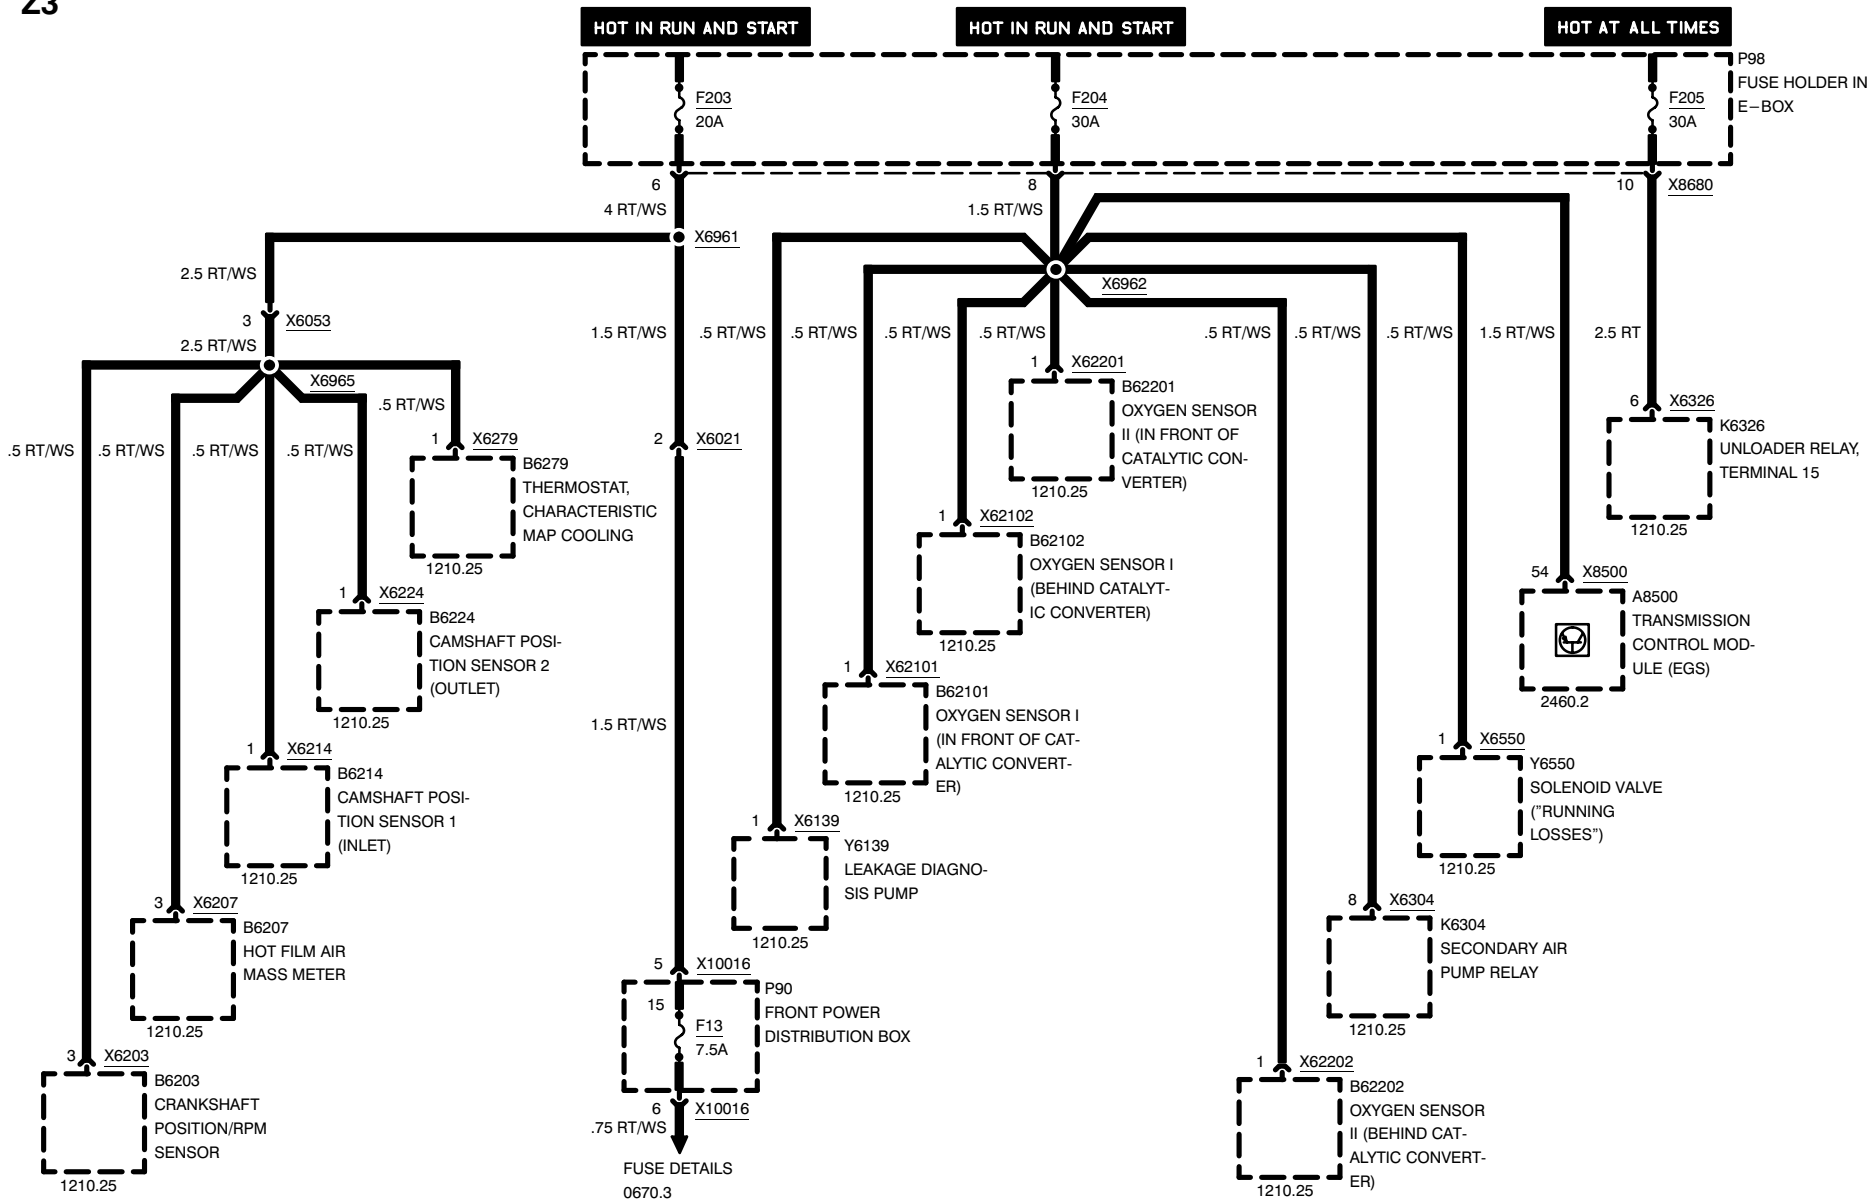 Z3
HOT IN RUN AND START
HOT IN RUN AND START
HOT AT ALL TIMES
P98
FUSE HOLDER IN
E-BOX
F203
20A
F204
30A
F205
30A
6
8
10
X8680
4 RT/WS
1.5 RT/WS
X6961
2.5 RT/WS
X6962
3
X6053
2.5 RT/WS
1.5 RT/WS
.5 RT/WS
.5 RT/WS
.5 RT/WS
.5 RT/WS
.5 RT/WS
.5 RT/WS
.5 RT/WS
1.5 RT/WS
2.5 RT
X6965
.5 RT/WS
.5 RT/WS
.5 RT/WS
.5 RT/WS
.5 RT/WS
1
X6279
B6279
THERMOSTAT,
CHARACTERISTIC
MAP COOLING
1210.25
2
X6021
1
X62201
B62201
OXYGEN SENSOR
II (IN FRONT OF
CATALYTIC CON-
VERTER)
1210.25
6
X6326
K6326
UNLOADER RELAY,
TERMINAL 15
1210.25
1
X62102
B62102
OXYGEN SENSOR I
(BEHIND CATALYT-
IC CONVERTER)
1210.25
54
X8500
A8500
TRANSMISSION
CONTROL MOD-
ULE (EGS)
2460.2
1
X6224
B6224
CAMSHAFT POSI-
TION SENSOR 2
(OUTLET)
1210.25
1
X62101
B62101
OXYGEN SENSOR I
(IN FRONT OF CAT-
ALYTIC CONVERT-
ER)
1210.25
1.5 RT/WS
1
X6214
B6214
CAMSHAFT POSI-
TION SENSOR 1
(INLET)
1210.25
1
X6550
Y6550
SOLENOID VALVE
("RUNNING
LOSSES")
1210.25
1
X6139
Y6139
LEAKAGE DIAGNO-
SIS PUMP
1210.25
3
X6207
B6207
HOT FILM AIR
MASS METER
1210.25
8
X6304
K6304
SECONDARY AIR
PUMP RELAY
1210.25
5
X10016
P90
FRONT POWER
DISTRIBUTION BOX
15
F13
7.5A
6
X10016
.75 RT/WS
FUSE DETAILS
0670.3
3
X6203
B6203
CRANKSHAFT
POSITION/RPM
SENSOR
1210.25
1
X62202
B62202
OXYGEN SENSOR
II (BEHIND CAT-
ALYTIC CONVERT-
ER)
1210.25